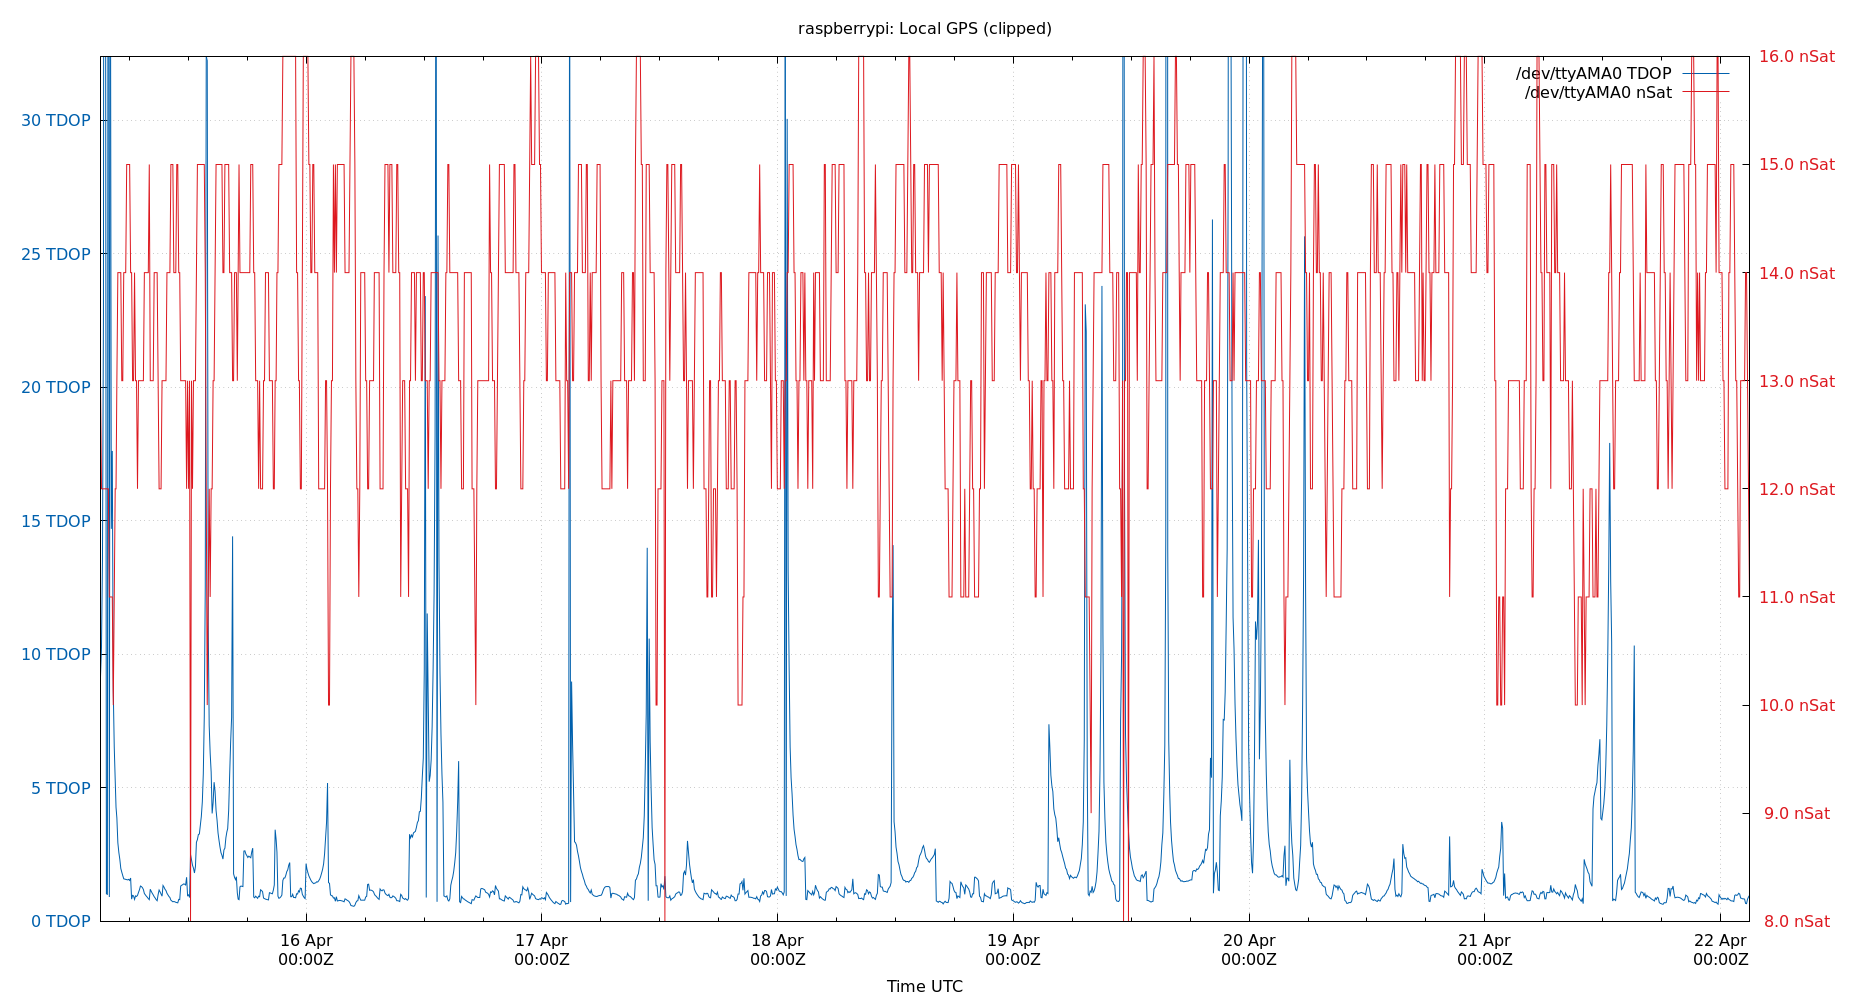 raspberrypi: Local GPS (clipped)
/dev/ttyAMA0 TDOP
/dev/ttyAMA0 nSat
30 TDOP
25 TDOP
20 TDOP
15 TDOP
10 TDOP
5 TDOP
0 TDOP
16.0 nSat
15.0 nSat
14.0 nSat
13.0 nSat
12.0 nSat
11.0 nSat
10.0 nSat
9.0 nSat
8.0 nSat
16 Apr
00:00Z
17 Apr
00:00Z
18 Apr
00:00Z
19 Apr
00:00Z
20 Apr
00:00Z
21 Apr
00:00Z
22 Apr
00:00Z
Time UTC